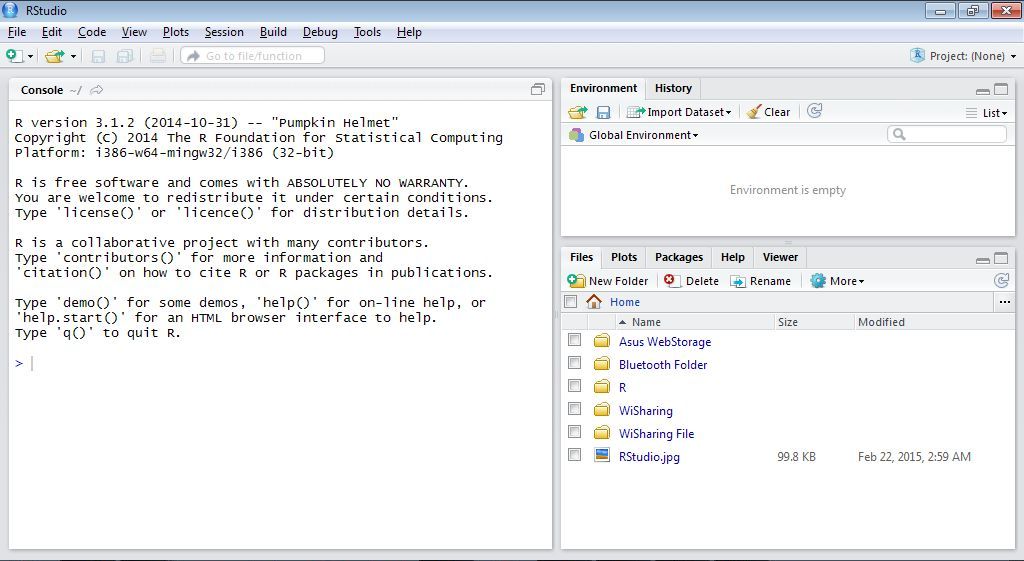 RStudio
File Edit Code View Plots Session Build Debug Tools Help
Go to file/function
Project: (None)
Console ~/
R version 3.1.2 (2014-10-31) -- "Pumpkin Helmet"
Copyright (C) 2014 The R Foundation for Statistical Computing
Platform: i386-w64-mingw32/i386 (32-bit)
R is free software and comes with ABSOLUTELY NO WARRANTY.
You are welcome to redistribute it under certain conditions.
Type 'license()' or 'licence()' for distribution details.
R is a collaborative project with many contributors.
Type 'contributors()' for more information and
'citation()' on how to cite R or R packages in publications.
Type 'demo()' for some demos, 'help()' for on-line help, or
'help.start()' for an HTML browser interface to help.
Type 'q()' to quit R.
>
Environment History
Import Dataset Clear List
Global Environment
Environment is empty
Files Plots Packages Help Viewer
New Folder Delete Rename More
Home ...
Name Size Modified
Asus WebStorage
Bluetooth Folder
R
WiSharing
WiSharing File
RStudio.jpg 99.8 KB Feb 22, 2015, 2:59 AM